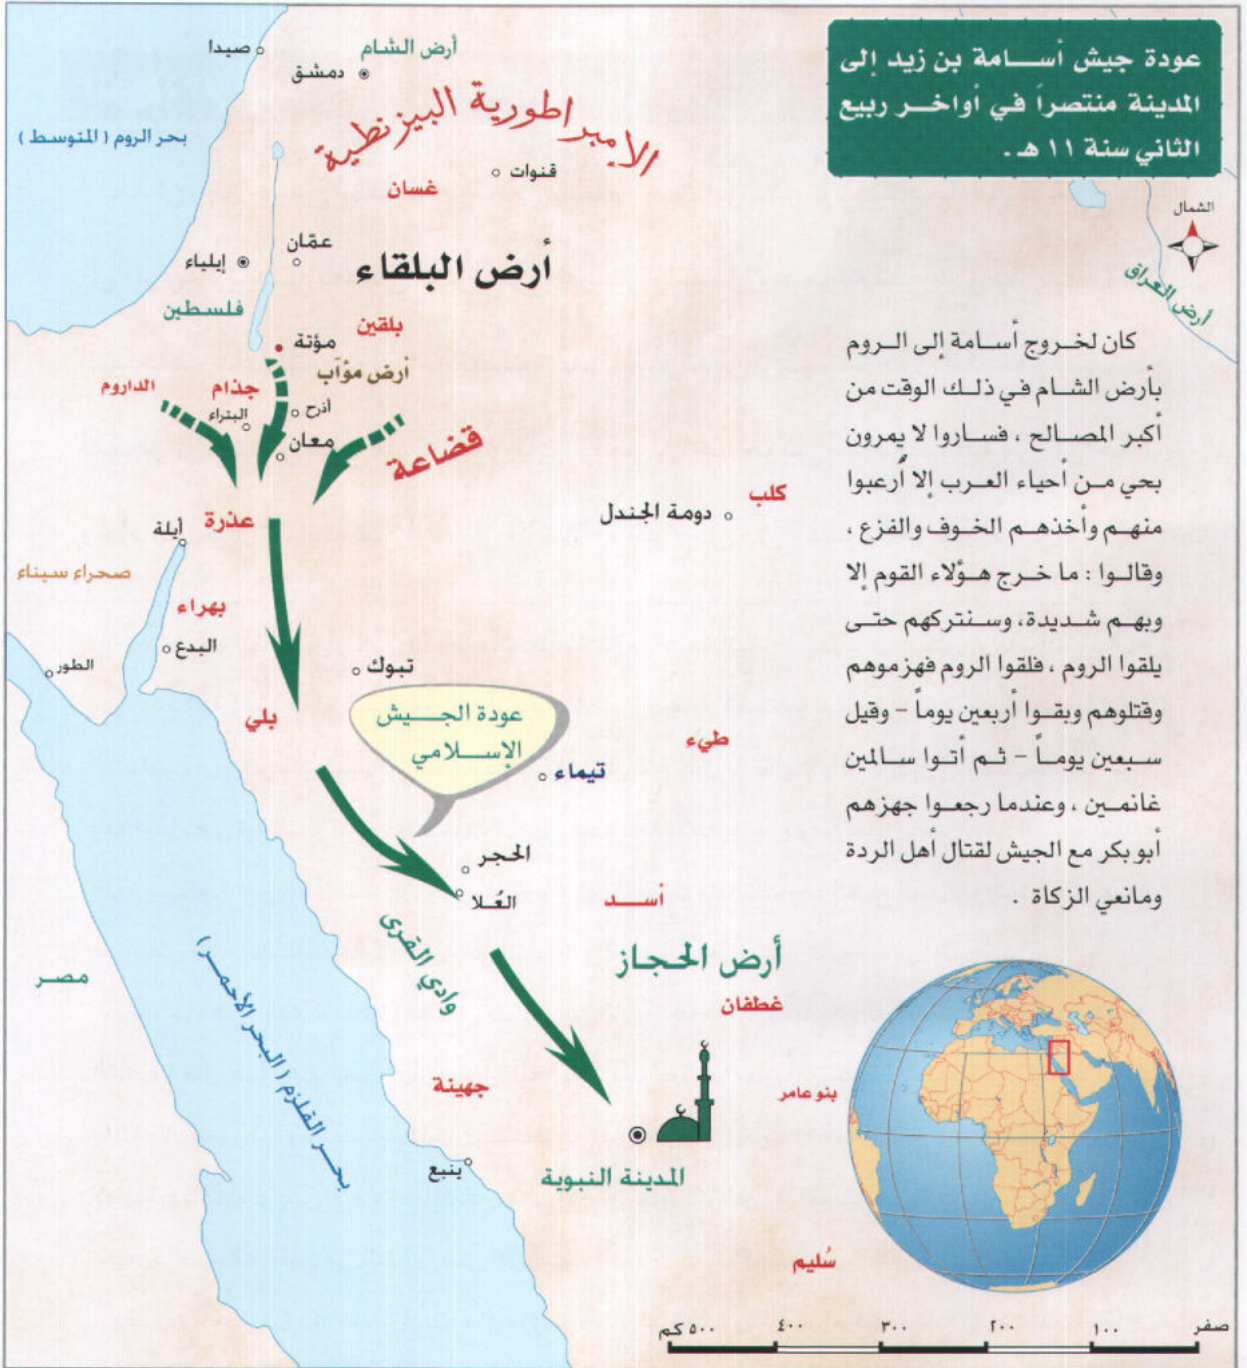 عودة جيش أسامة بن زيد إلى
المدينة منتصراً في أواخر ربيع
الثاني سنة ١١ هـ.
الشمال
أرض العراق
كان لخروج أسامة إلى الروم
بأرض الشام في ذلك الوقت من
أكبر المصالح ، فساروا لا يمرون
بحي من أحياء العرب إلا أرعبوا
منهم وأخذهم الخوف والفزع ،
وقالوا : ما خرج هؤلاء القوم إلا
وبهم شديدة، وسنتركهم حتى
يلقوا الروم ، فلقوا الروم فهزموهم
وقتلوهم وبقوا أربعين يوماً – وقيل
سبعين يوماً – ثم أتوا سالمين
غانمين ، وعندما رجعوا جهزهم
أبو بكر مع الجيش لقتال أهل الردة
ومانعي الزكاة .
أرض الشام
صيدا
دمشق
الإمبراطورية البيزنطية
بحر الروم ( المتوسط )
قنوات
غسان
عمّان
أرض البلقاء
إيلياء
فلسطين
بلقين
مؤتة
أرض مؤآب
جذام
الداروم
أذرح
البتراء
معان
قضاعة
كلب
دومة الجندل
عذرة
أيلة
صحراء سيناء
بهراء
البدع
الطور
تبوك
بلي
عودة الجيش
الإسلامي
طيء
تيماء
الحجر
العُلا
أسد
وادي القرى
أرض الحجاز
غطفان
مصر
بحر القلزم ( البحر الأحمر )
جهينة
بنو عامر
ينبع
المدينة النبوية
سُليم
صفر ١٠٠ ٢٠٠ ٣٠٠ ٤٠٠ ٥٠٠ كم